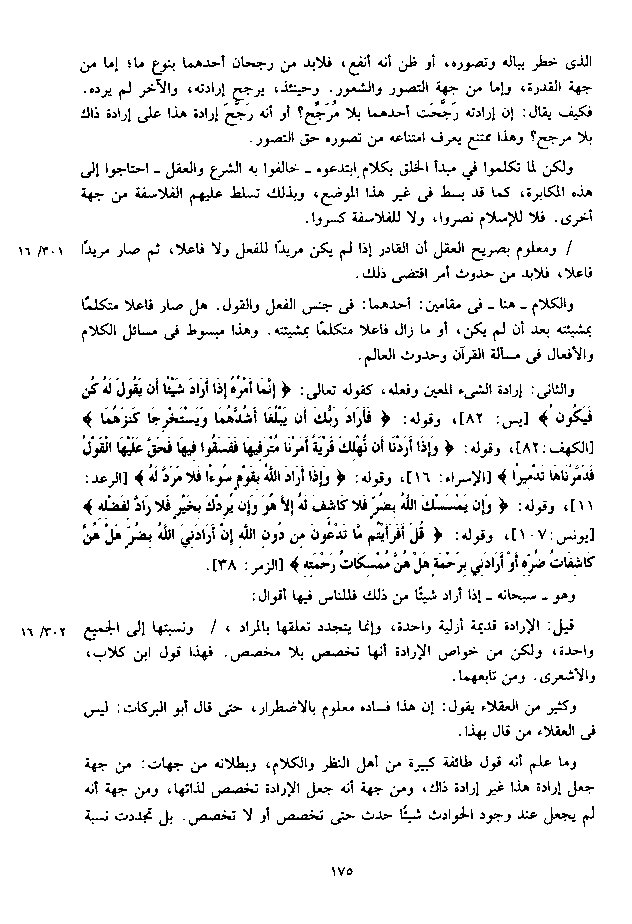 الذى خطر بباله وتصوره، أو ظن أنه أنفع، فلابد من رجحان أحدهما بنوع ما؛ إما من
جهة القدرة، وإما من جهة التصور والشعور. وحينئذ، يرجح إرادته، والآخر لم يرده.
فكيف يقال: إن إرادته رَجَّحَت أحدهما بلا مُرَجِّح؟ أو أنه رَجَّحَ إرادة هذا على إرادة ذاك
بلا مرجح؟ وهذا ممتنع يعرف امتناعه من تصوره حق التصور.
ولكن لما تكلموا فى مبدأ الخلق بكلام ابتدعوه ـ خالفوا به الشرع والعقل ـ احتاجوا إلى
هذه المكابرة، كما قد بسط فى غير هذا الموضع، وبذلك تسلط عليهم الفلاسفة من جهة
أخرى. فلا للإسلام نصروا، ولا للفلاسفة كسروا.
١٦ /٣٠١ / ومعلوم بصريح العقل أن القادر إذا لم يكن مريدًا للفعل ولا فاعلا، ثم صار مريدًا
فاعلا، فلابد من حدوث أمر اقتضى ذلك.
والكلام ـ هنا ـ فى مقامين: أحدهما: فى جنس الفعل والقول. هل صار فاعلا متكلمًا
بمشيئته بعد أن لم يكن، أو ما زال فاعلا متكلمًا بمشيئته. وهذا مبسوط فى مسائل الكلام
والأفعال فى مسألة القرآن وحدوث العالم.
والثانى: إرادة الشىء المعين وفعله، كقوله تعالى: ﴿ إِنَّمَا أَمْرُهُ إِذَا أَرَادَ شَيْئًا أَن يَقُولَ لَهُ كُن
فَيَكُونُ ﴾ [يس: ٨٢]، وقوله: ﴿ فَأَرَادَ رَبُّكَ أَن يَبْلُغَا أَشُدَّهُمَا وَيَسْتَخْرِجَا كَنزَهُمَا ﴾
[الكهف:٨٢]، وقوله: ﴿ وَإِذَا أَرَدْنَا أَن نُّهْلِكَ قَرْيَةً أَمَرْنَا مُتْرَفِيهَا فَفَسَقُوا فِيهَا فَحَقَّ عَلَيْهَا الْقَوْلُ
فَدَمَّرْنَاهَا تَدْمِيرًا ﴾ [الإسراء: ١٦]، وقوله: ﴿ وَإِذَا أَرَادَ اللَّهُ بِقَوْمٍ سُوءًا فَلا مَرَدَّ لَهُ ﴾ [الرعد:
١١]، وقوله: ﴿ وَإِن يَمْسَسْكَ اللَّهُ بِضُرٍّ فَلا كَاشِفَ لَهُ إِلاَّ هُوَ وَإِن يُرِدْكَ بِخَيْرٍ فَلا رَادَّ لِفَضْلِهِ ﴾
[يونس:١٠٧]، وقوله: ﴿ قُلْ أَفَرَأَيْتُم مَّا تَدْعُونَ مِن دُونِ اللَّهِ إِنْ أَرَادَنِيَ اللَّهُ بِضُرٍّ هَلْ هُنَّ
كَاشِفَاتُ ضُرِّهِ أَوْ أَرَادَنِي بِرَحْمَةٍ هَلْ هُنَّ مُمْسِكَاتُ رَحْمَتِهِ ﴾ [الزمر: ٣٨].
وهو ـ سبحانه ـ إذا أراد شيئًا من ذلك فللناس فيها أقوال:
١٦ /٣٠٢ قيل: الإرادة قديمة أزلية واحدة، وإنما يتجدد تعلقها بالمراد ، / ونسبتها إلى الجميع
واحدة، ولكن من خواص الإرادة أنها تخصص بلا مخصص. فهذا قول ابن كلاب،
والأشعرى. ومن تابعهما.
وكثير من العقلاء يقول: إن هذا فساده معلوم بالاضطرار، حتى قال أبو البركات: ليس
فى العقلاء من قال بهذا.
وما علم أنه قول طائفة كبيرة من أهل النظر والكلام، وبطلانه من جهات: من جهة
جعل إرادة هذا غير إرادة ذاك، ومن جهة أنه جعل الإرادة تخصص لذاتها، ومن جهة أنه
لم يجعل عند وجود الحوادث شيئًا حدث حتى تخصص أو لا تخصص. بل تجددت نسبة
١٧٥